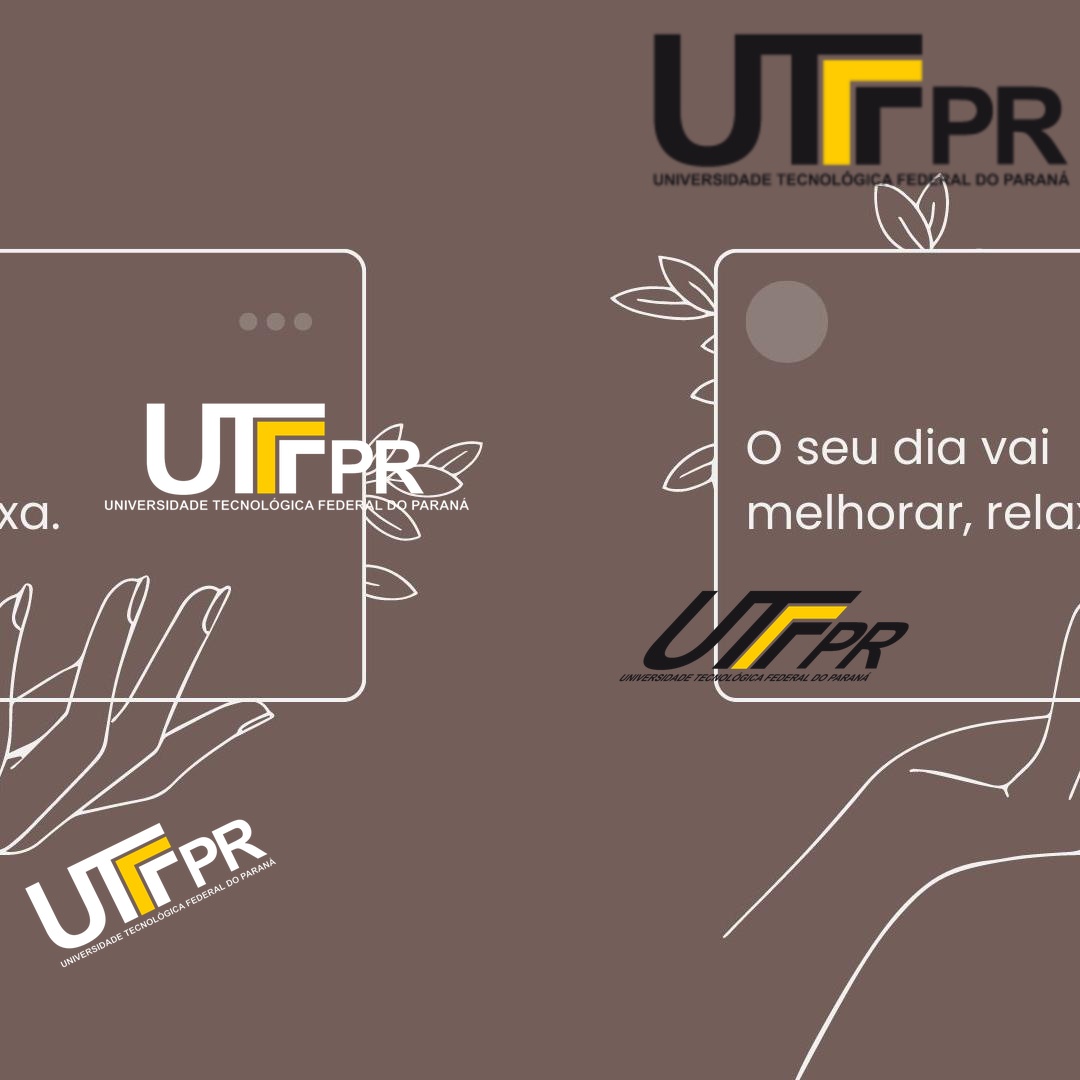 UTFPR
UNIVERSIDADE TECNOLÓGICA FEDERAL DO PARANÁ
UTFPR
UNIVERSIDADE TECNOLÓGICA FEDERAL DO PARANÁ
xa.
O seu dia vai
melhorar, relax
UTFPR
UNIVERSIDADE TECNOLÓGICA FEDERAL DO PARANÁ
UTFPR
UNIVERSIDADE TECNOLÓGICA FEDERAL DO PARANÁ